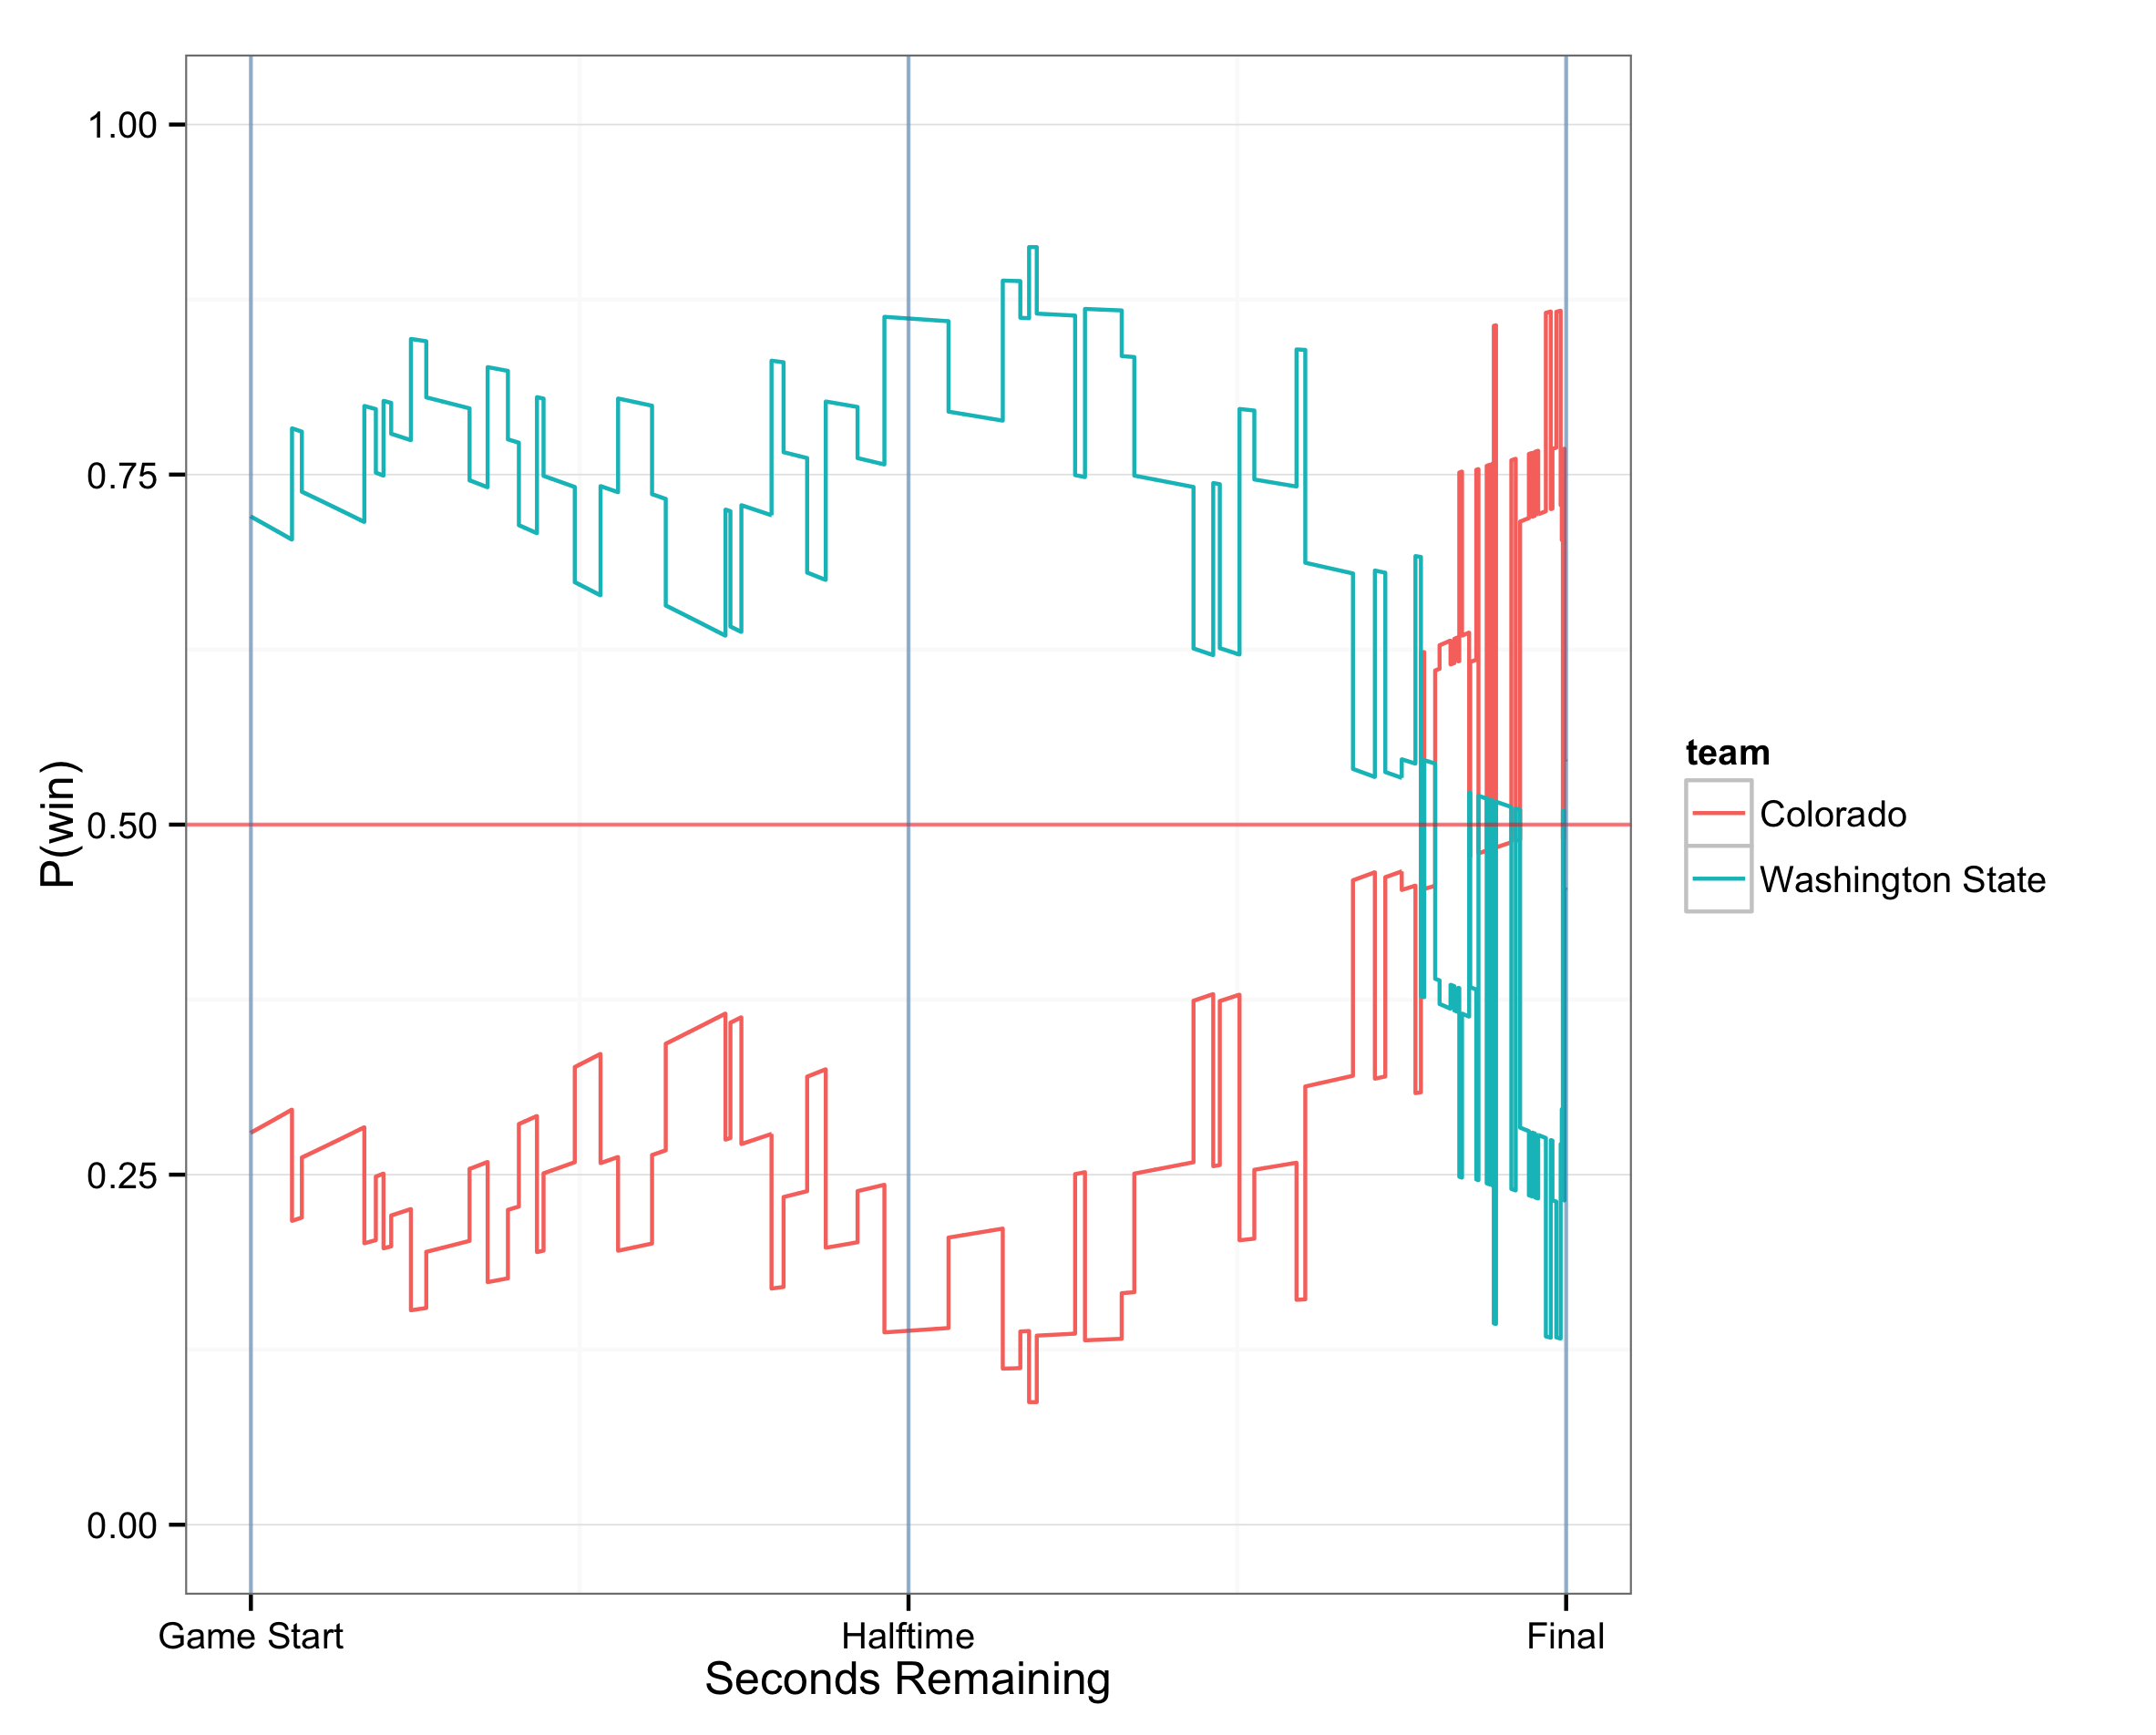 1.00
0.75
0.50
0.25
0.00
P(win)
Game Start
Halftime
Final
Seconds Remaining
team
Colorado
Washington State